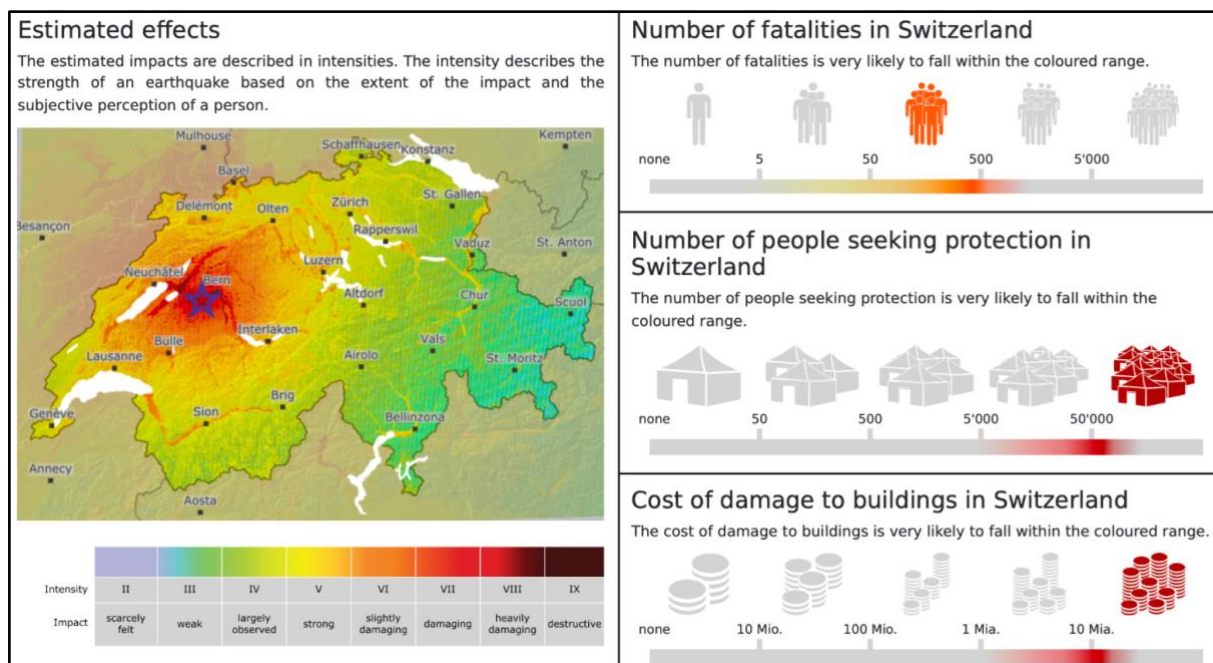 Estimated effects
The estimated impacts are described in intensities. The intensity describes the
strength of an earthquake based on the extent of the impact and the
subjective perception of a person.
Mulhouse
Schaffhausen
Konstanz
Kempten
Basel
Delémont
Olten
Zürich
St. Gallen
Besançon
Rapperswil
Vaduz
St. Anton
Neuchâtel
Bern
Luzern
Altdorf
Chur
Scuol
Interlaken
Lausanne
Bulle
Airolo
Vals
St. Moritz
Brig
Genève
Sion
Bellinzona
Annecy
Aosta
Intensity II III IV V VI VII VIII IX
Impact scarcely felt weak largely observed strong slightly damaging damaging heavily damaging destructive
Number of fatalities in Switzerland
The number of fatalities is very likely to fall within the coloured range.
none 5 50 500 5'000
Number of people seeking protection in
Switzerland
The number of people seeking protection is very likely to fall within the
coloured range.
none 50 500 5'000 50'000
Cost of damage to buildings in Switzerland
The cost of damage to buildings is very likely to fall within the coloured range.
none 10 Mio. 100 Mio. 1 Mia. 10 Mia.